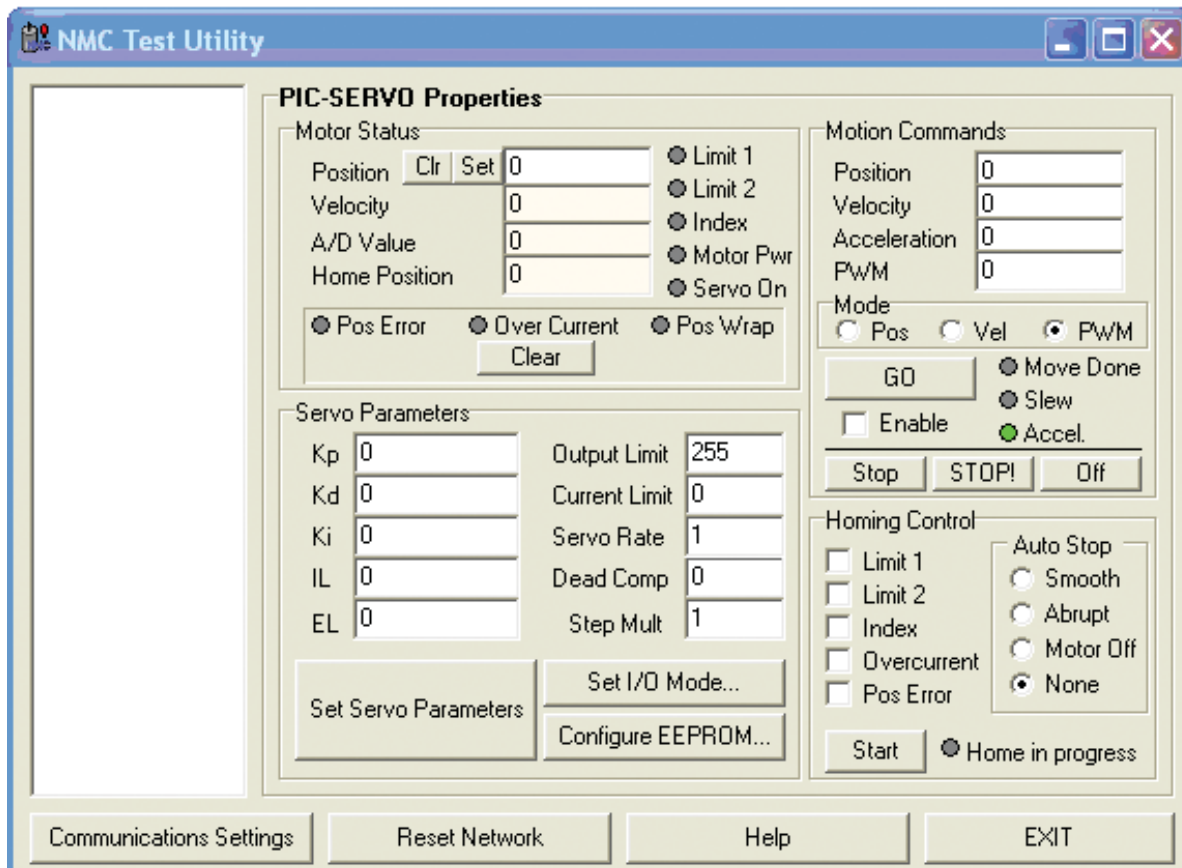 NMC Test Utility
PIC-SERVO Properties
Motor Status
Position Clr Set 0
Velocity 0
A/D Value 0
Home Position 0
Limit 1
Limit 2
Index
Motor Pwr
Servo On
Pos Error Over Current Pos Wrap
Clear
Servo Parameters
Kp 0
Kd 0
Ki 0
IL 0
EL 0
Output Limit 255
Current Limit 0
Servo Rate 1
Dead Comp 0
Step Mult 1
Set Servo Parameters
Set I/O Mode...
Configure EEPROM...
Motion Commands
Position 0
Velocity 0
Acceleration 0
PWM 0
Mode
Pos Vel PWM
GO
Enable
Move Done
Slew
Accel.
Stop STOP! Off
Homing Control
Limit 1
Limit 2
Index
Overcurrent
Pos Error
Auto Stop
Smooth
Abrupt
Motor Off
None
Start Home in progress
Communications Settings Reset Network Help EXIT